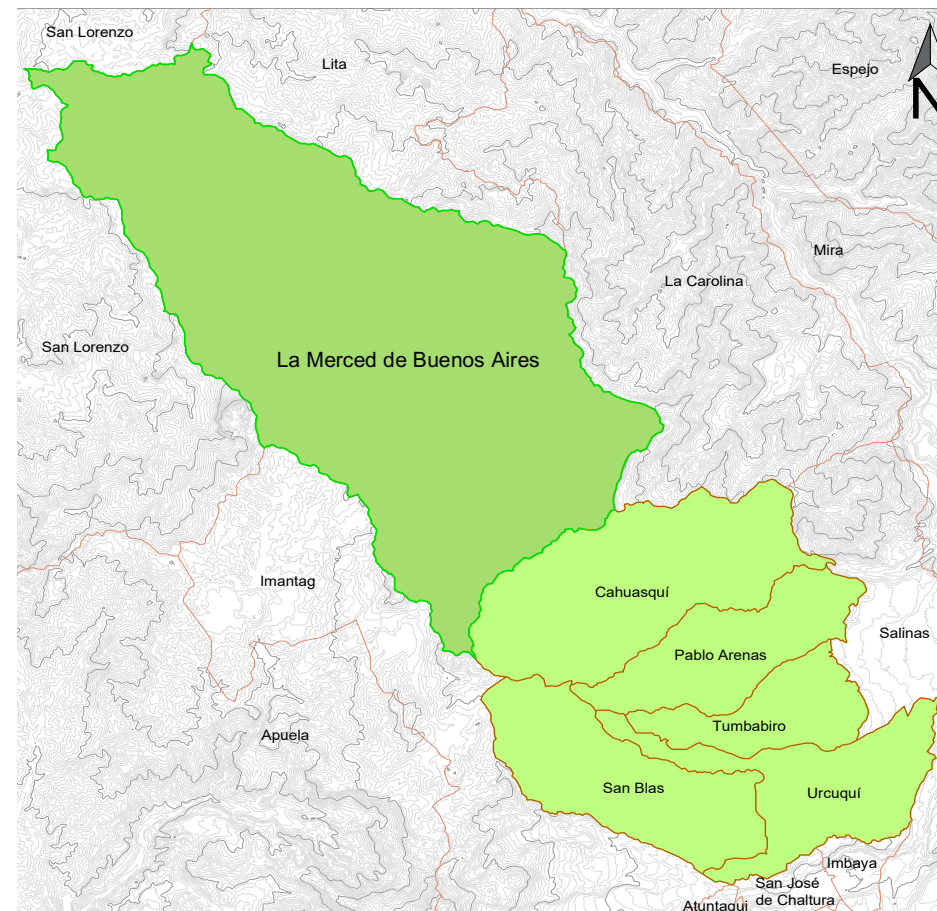 San Lorenzo
Lita
Espejo
N
Mira
La Carolina
San Lorenzo
La Merced de Buenos Aires
Imantag
Cahuasquí
Salinas
Pablo Arenas
Apuela
Tumbabiro
San Blas
Urcuquí
Imbaya
San José
de Chaltura
Atuntaqui